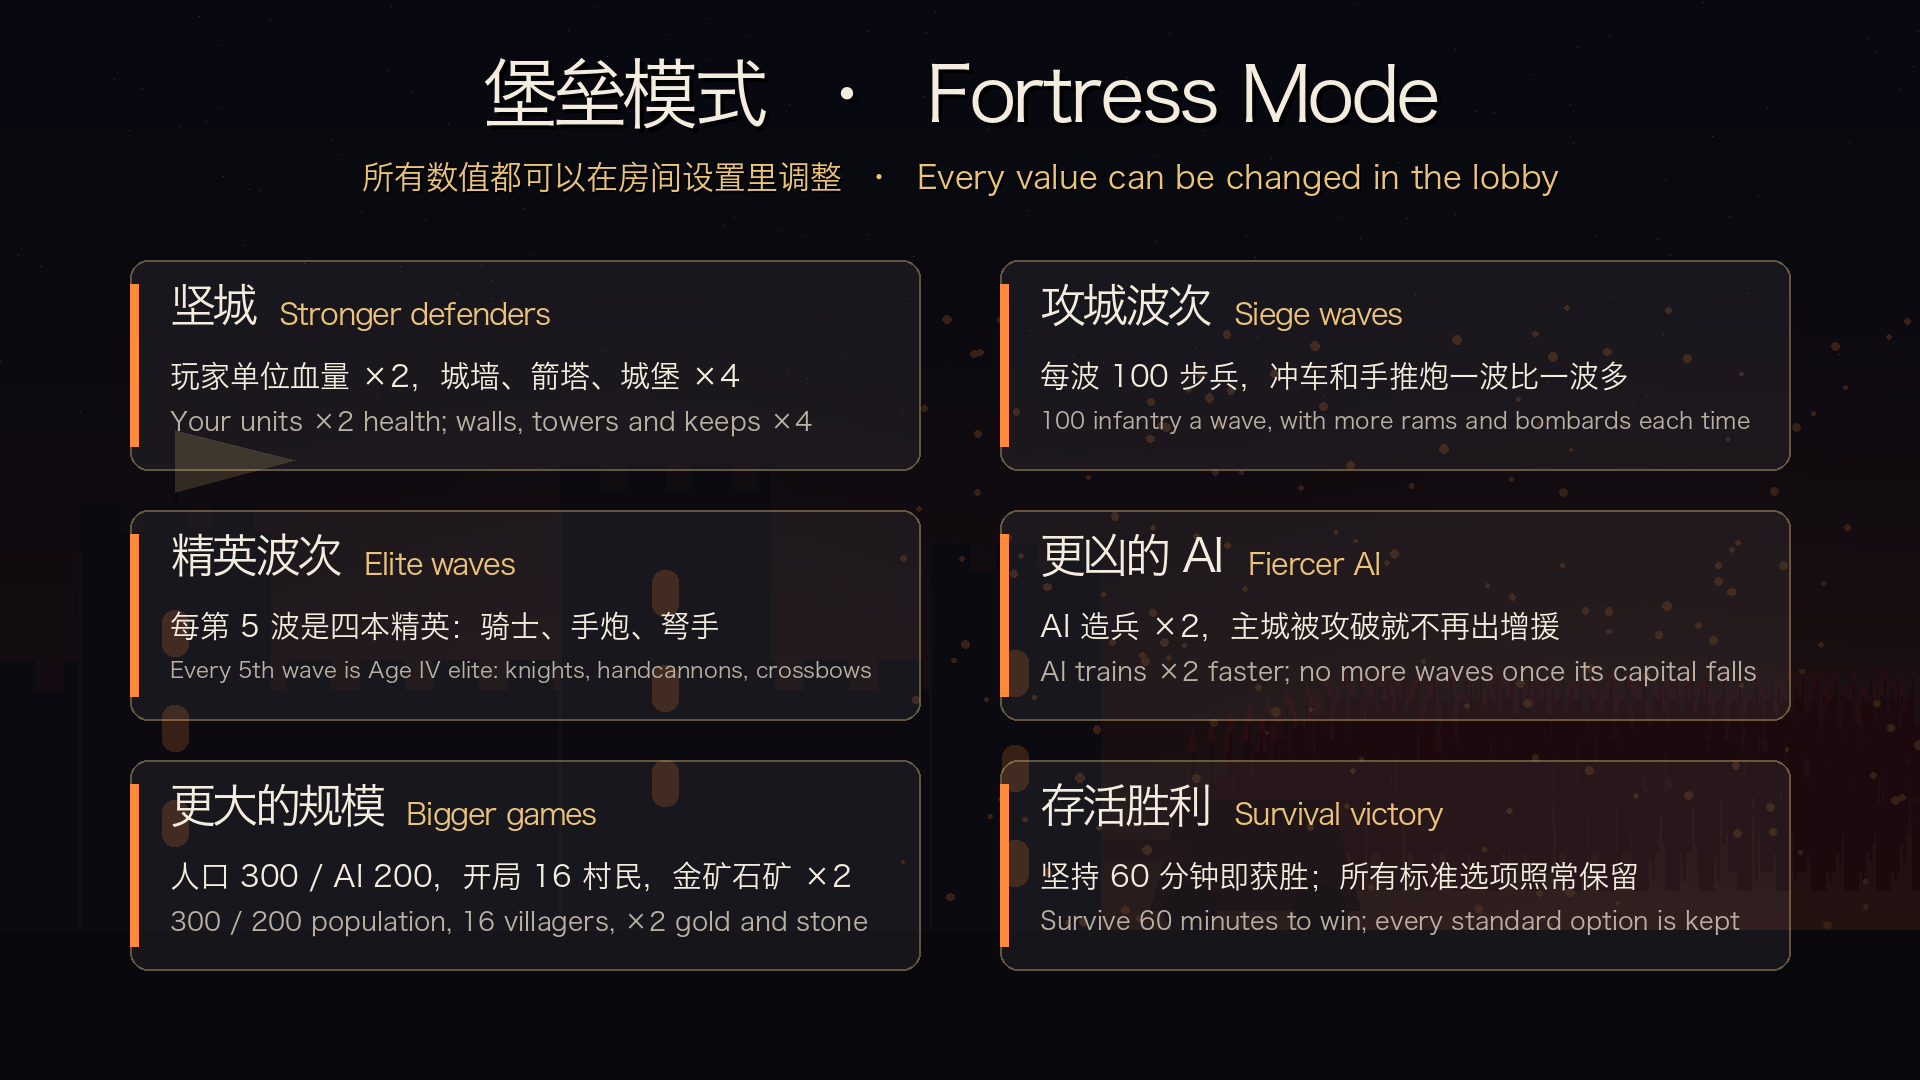 堡垒模式 · Fortress Mode
所有数值都可以在房间设置里调整 · Every value can be changed in the lobby
坚城 Stronger defenders
玩家单位血量 ×2，城墙、箭塔、城堡 ×4
Your units ×2 health; walls, towers and keeps ×4
攻城波次 Siege waves
每波 100 步兵，冲车和手推炮一波比一波多
100 infantry a wave, with more rams and bombards each time
精英波次 Elite waves
每第 5 波是四本精英：骑士、手炮、弩手
Every 5th wave is Age IV elite: knights, handcannons, crossbows
更凶的 AI Fiercer AI
AI 造兵 ×2，主城被攻破就不再出增援
AI trains ×2 faster; no more waves once its capital falls
更大的规模 Bigger games
人口 300 / AI 200，开局 16 村民，金矿石矿 ×2
300 / 200 population, 16 villagers, ×2 gold and stone
存活胜利 Survival victory
坚持 60 分钟即获胜；所有标准选项照常保留
Survive 60 minutes to win; every standard option is kept